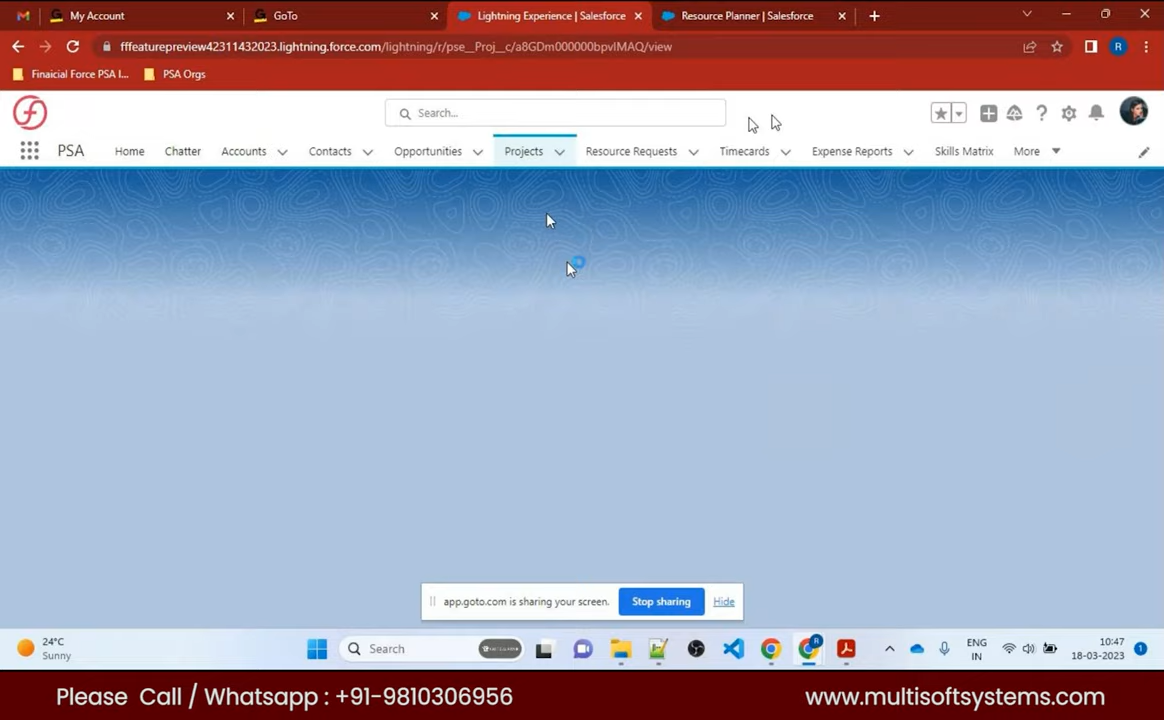 My Account
GoTo
Lightning Experience | Salesforce
Resource Planner | Salesforce
fffeaturepreview42311432023.lightning.force.com/lightning/r/pse__Proj__c/a8GDm000000bpvIMAQ/view
R
Finaicial Force PSA I...
PSA Orgs
Search...
PSA
Home
Chatter
Accounts
Contacts
Opportunities
Projects
Resource Requests
Timecards
Expense Reports
Skills Matrix
More
app.goto.com is sharing your screen.
Stop sharing
Hide
24°C
Sunny
Search
R
ENG
IN
10:47
18-03-2023
1
Please Call / Whatsapp : +91-9810306956
www.multisoftsystems.com